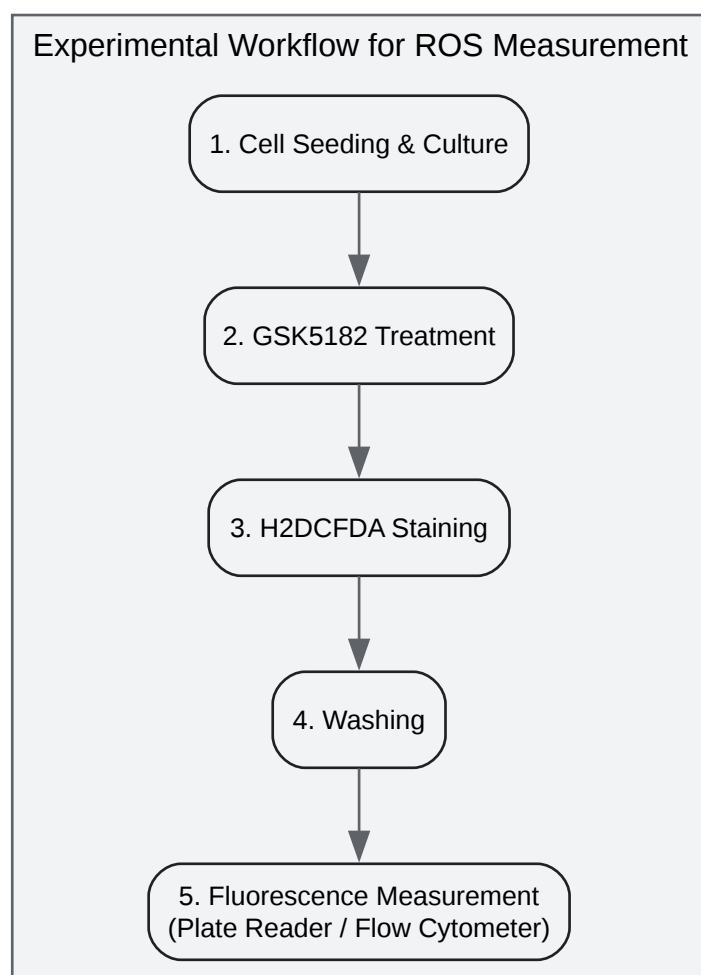 Experimental Workflow for ROS Measurement
1. Cell Seeding & Culture
2. GSK5182 Treatment
3. H2DCFDA Staining
4. Washing
5. Fluorescence Measurement
(Plate Reader / Flow Cytometer)